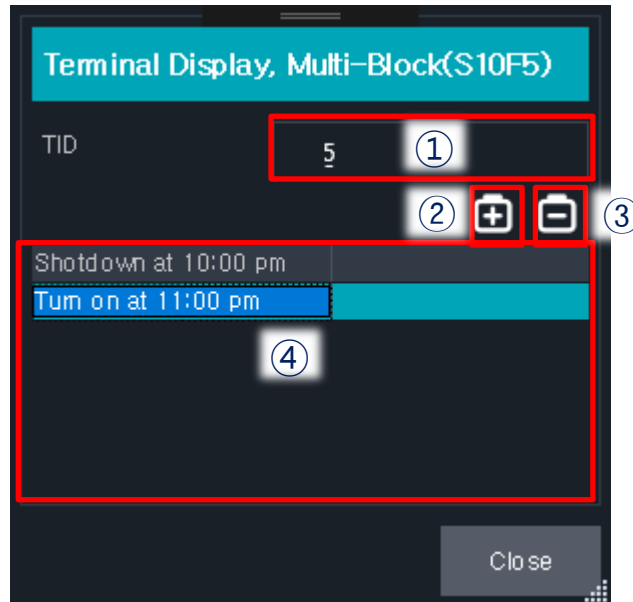 Terminal Display, Multi-Block(S10F5)
TID 5 ①
② ③
Shotdown at 10:00 pm
Turn on at 11:00 pm
④
Close